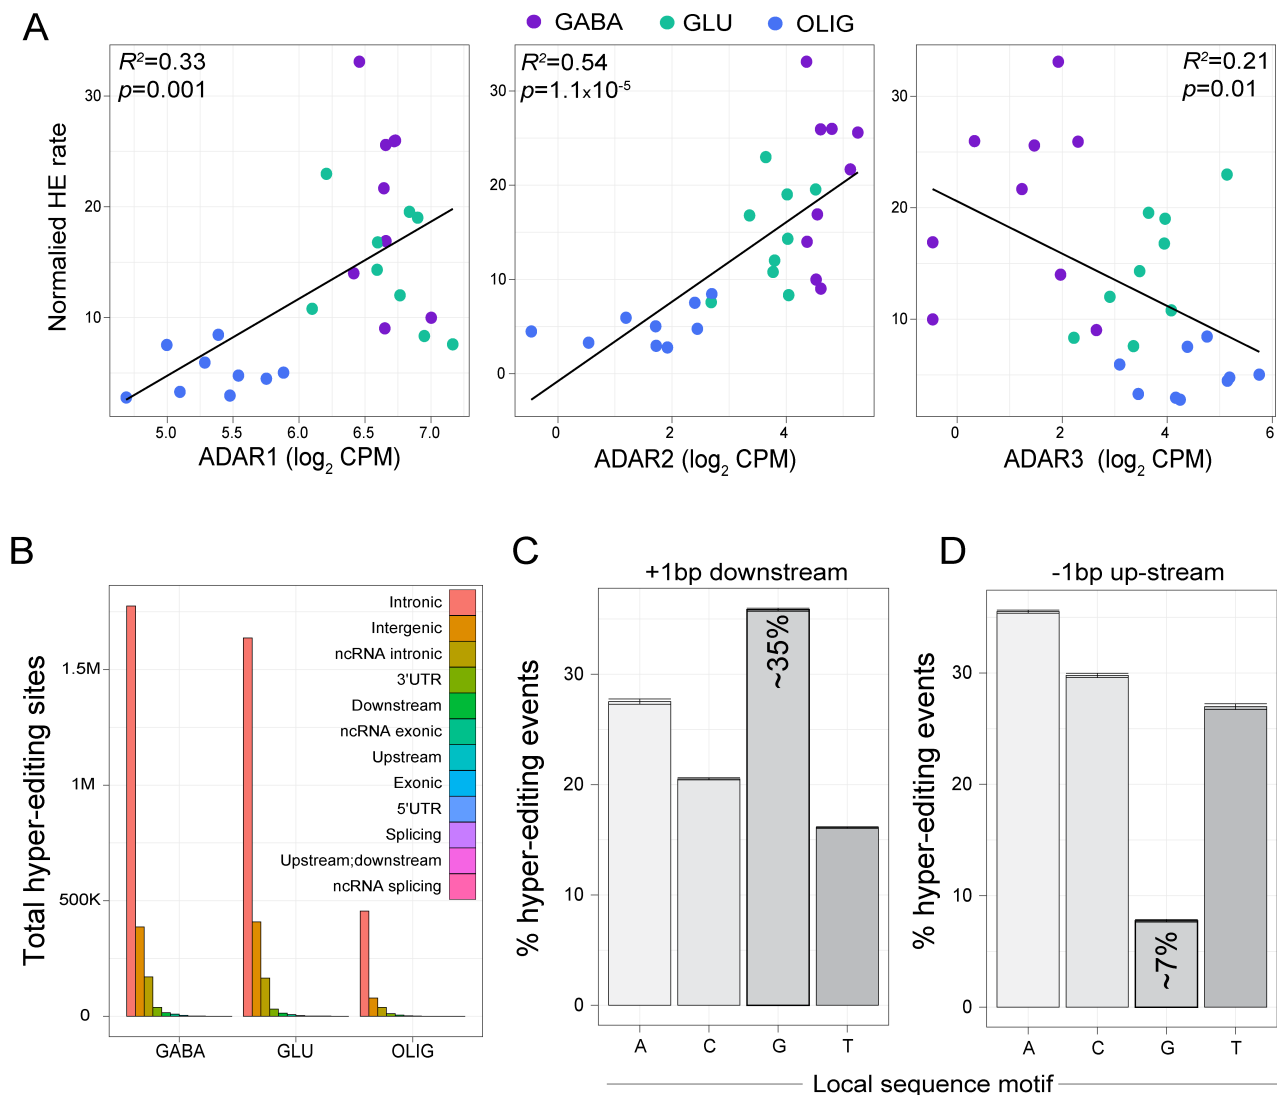 A
GABA GLU OLIG
R²=0.33
p=0.001
R²=0.54
p=1.1x10⁻⁵
R²=0.21
p=0.01
Normalied HE rate
30
20
10
5.0 5.5 6.0 6.5 7.0
ADAR1 (log₂ CPM)
30
20
10
0
0 2 4
ADAR2 (log₂ CPM)
30
20
10
0 2 4 6
ADAR3 (log₂ CPM)
B
Total hyper-editing sites
1.5M
1M
500K
0
Intronic
Intergenic
ncRNA intronic
3'UTR
Downstream
ncRNA exonic
Upstream
Exonic
5'UTR
Splicing
Upstream;downstream
ncRNA splicing
GABA GLU OLIG
C
+1bp downstream
% hyper-editing events
30
20
10
0
~35%
A C G T
D
-1bp up-stream
% hyper-editing events
30
20
10
0
~7%
A C G T
Local sequence motif